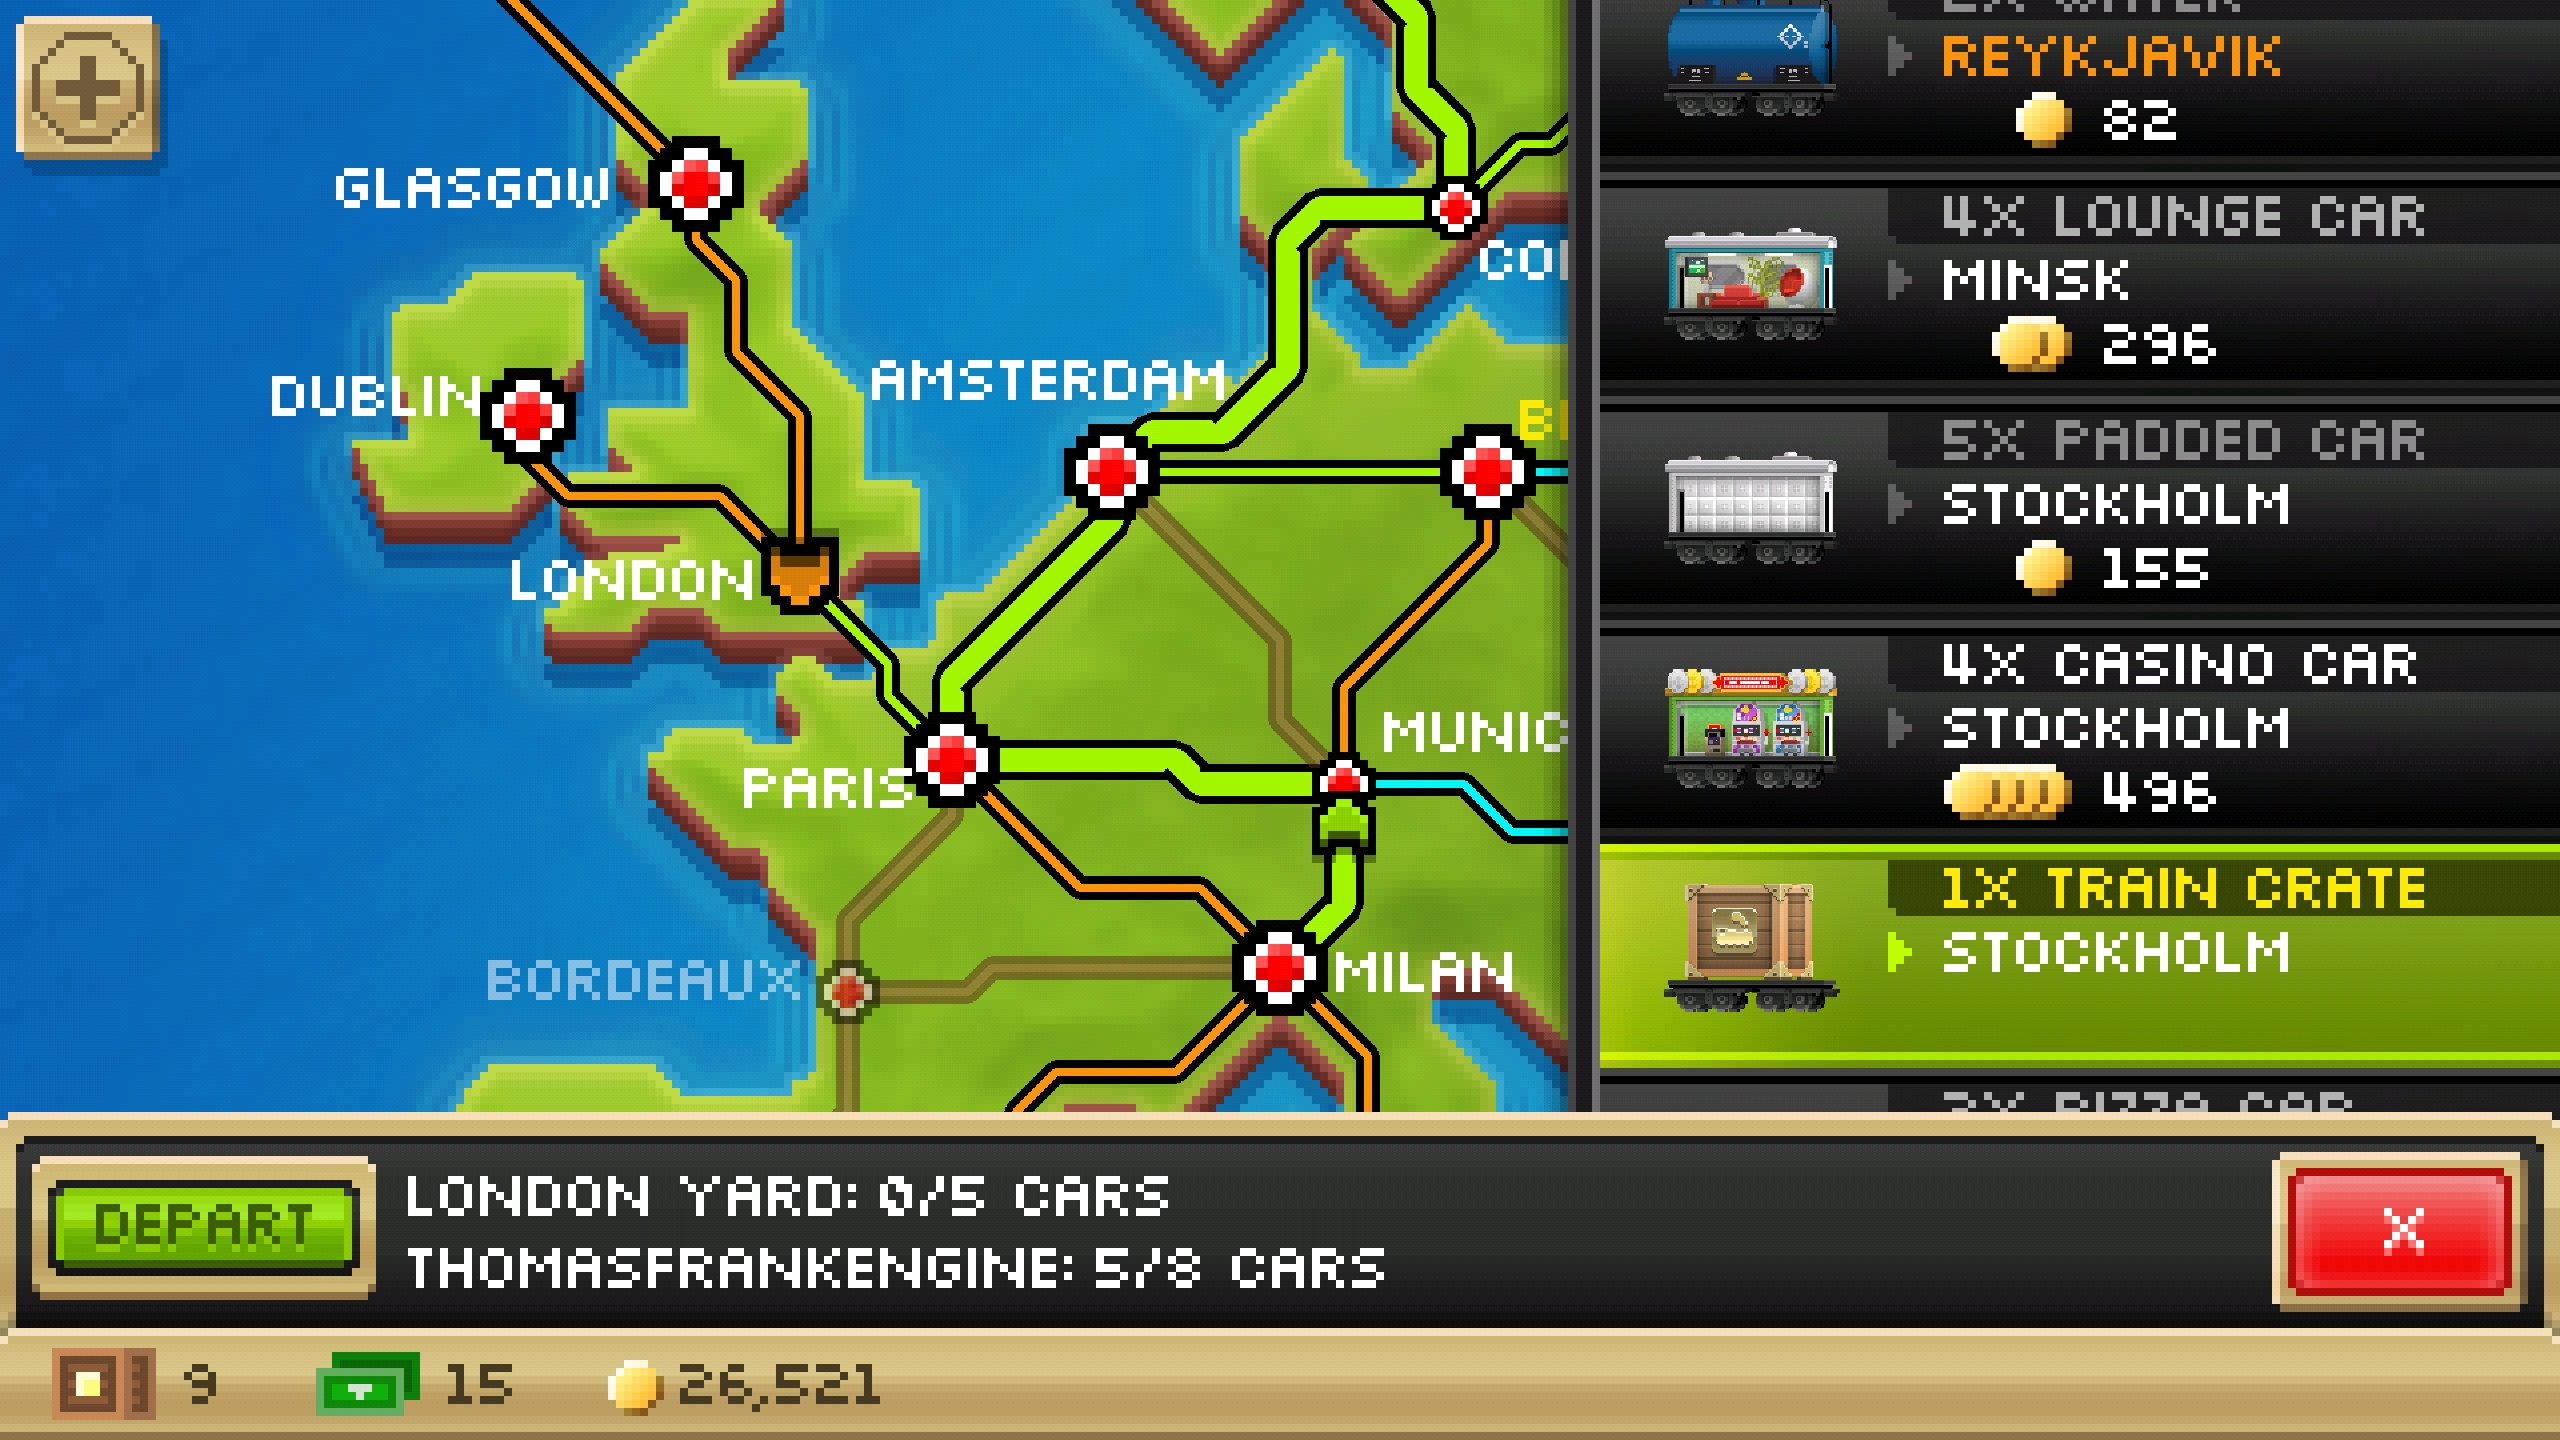 GLASGOW
DUBLIN
AMSTERDAM
LONDON
PARIS
BORDEAUX
MILAN
REYKJAVIK
82
4X LOUNGE CAR
MINSK
296
5X PADDED CAR
STOCKHOLM
155
4X CASINO CAR
STOCKHOLM
496
1X TRAIN CRATE
STOCKHOLM
DEPART
LONDON YARD: 0/5 CARS
THOMASFRANKENGINE: 5/8 CARS
X
9
15
26,521